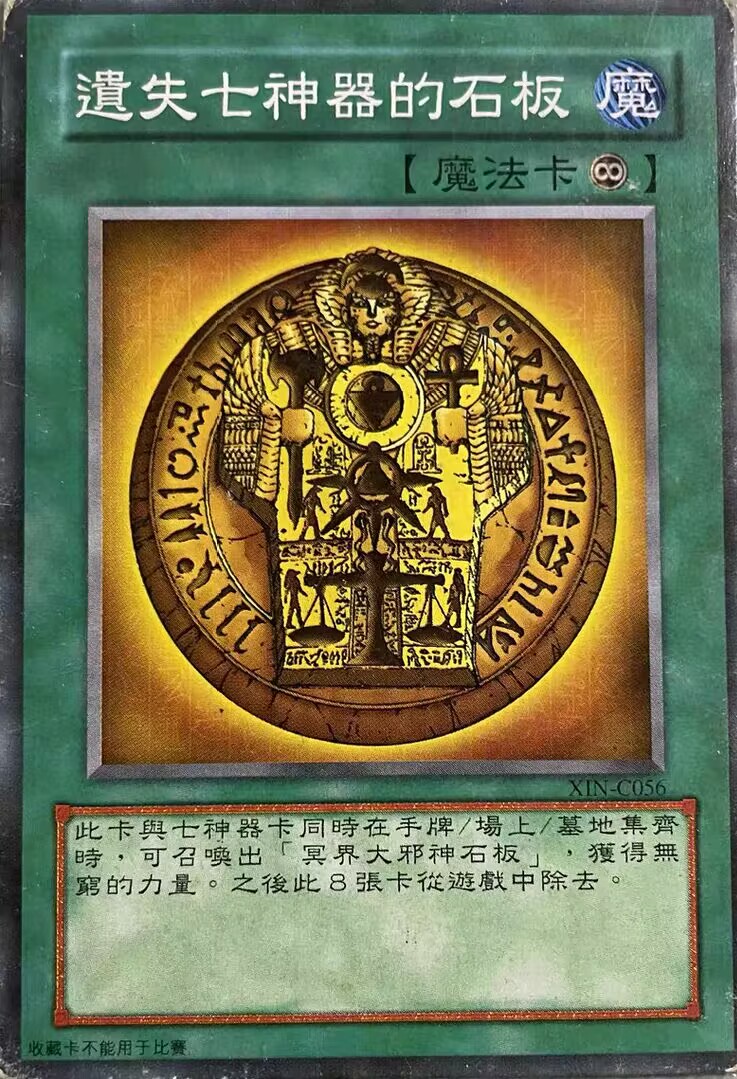 遺失七神器的石板 魔
【魔法卡♾】
XIN-C056
此卡與七神器卡同時在手牌/場上/墓地集齊
時，可召喚出「冥界大邪神石板」，獲得無
窮的力量。之後此8張卡從遊戲中除去。
收藏卡不能用于比賽